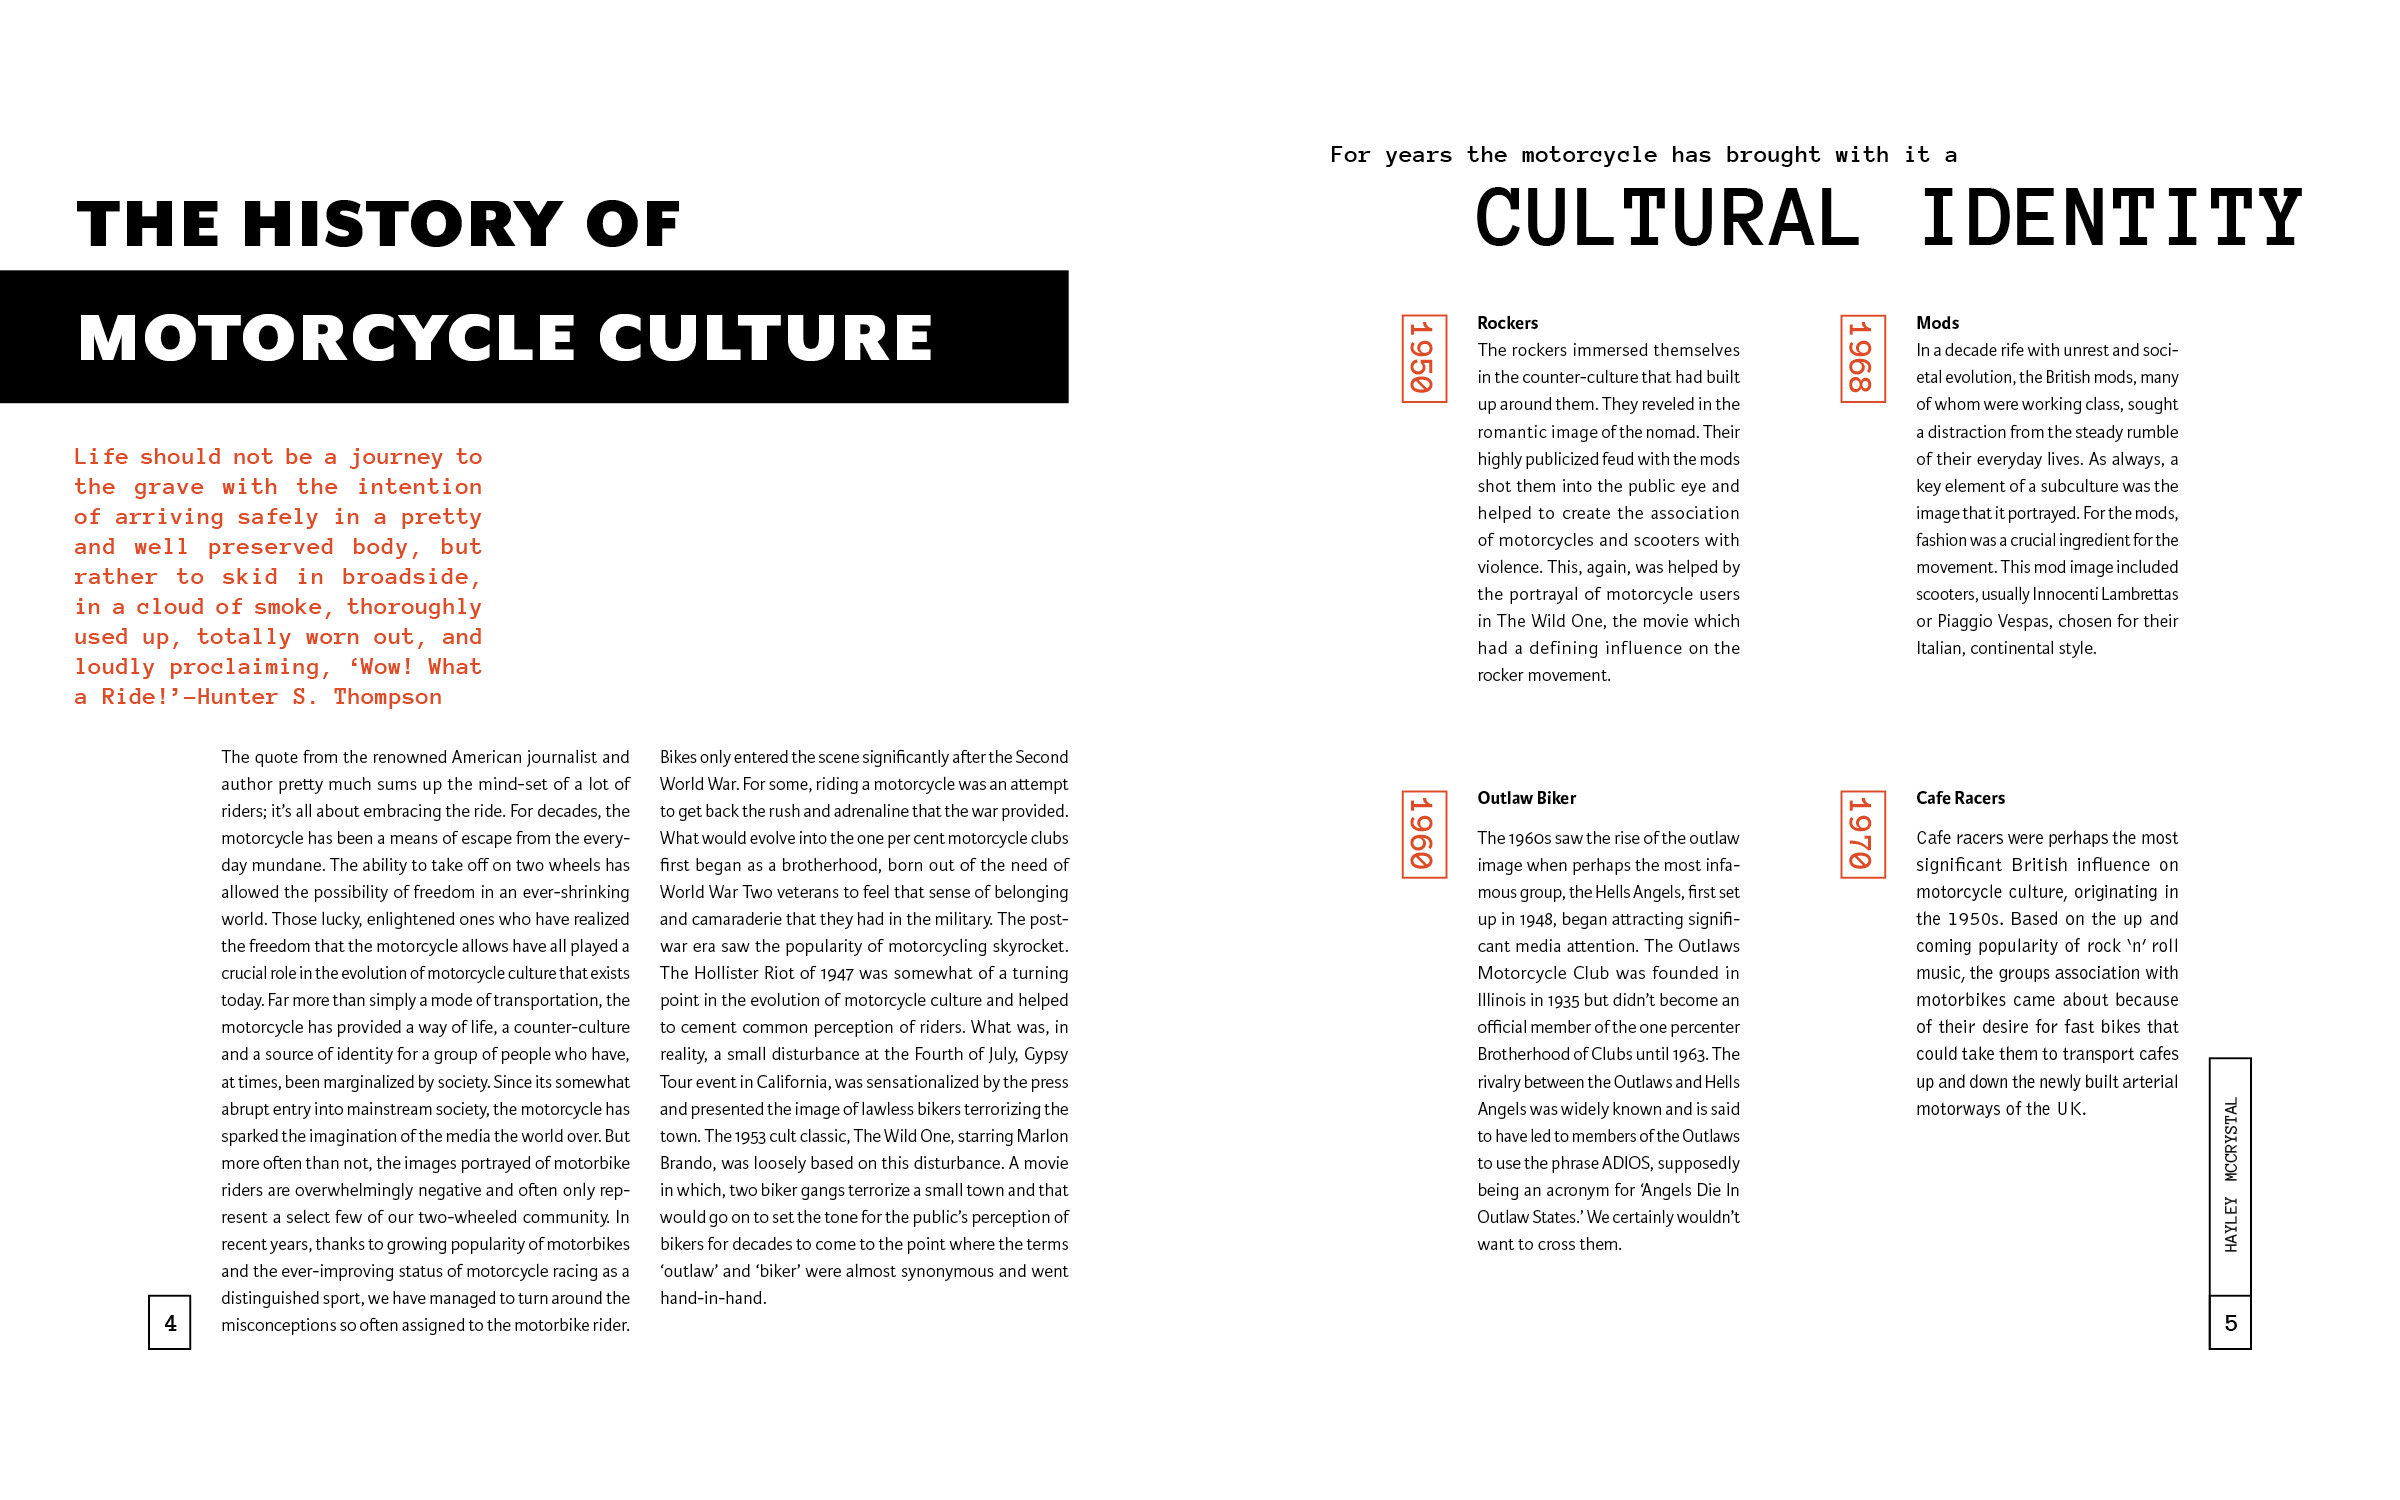 THE HISTORY OF
MOTORCYCLE CULTURE
Life should not be a journey to
the grave with the intention
of arriving safely in a pretty
and well preserved body, but
rather to skid in broadside,
in a cloud of smoke, thoroughly
used up, totally worn out, and
loudly proclaiming, ‘Wow! What
a Ride!’–Hunter S. Thompson
The quote from the renowned American journalist and
author pretty much sums up the mind-set of a lot of
riders; it’s all about embracing the ride. For decades, the
motorcycle has been a means of escape from the every-
day mundane. The ability to take off on two wheels has
allowed the possibility of freedom in an ever-shrinking
world. Those lucky, enlightened ones who have realized
the freedom that the motorcycle allows have all played a
crucial role in the evolution of motorcycle culture that exists
today. Far more than simply a mode of transportation, the
motorcycle has provided a way of life, a counter-culture
and a source of identity for a group of people who have,
at times, been marginalized by society. Since its somewhat
abrupt entry into mainstream society, the motorcycle has
sparked the imagination of the media the world over. But
more often than not, the images portrayed of motorbike
riders are overwhelmingly negative and often only rep-
resent a select few of our two-wheeled community. In
recent years, thanks to growing popularity of motorbikes
and the ever-improving status of motorcycle racing as a
distinguished sport, we have managed to turn around the
misconceptions so often assigned to the motorbike rider.
Bikes only entered the scene significantly after the Second
World War. For some, riding a motorcycle was an attempt
to get back the rush and adrenaline that the war provided.
What would evolve into the one per cent motorcycle clubs
first began as a brotherhood, born out of the need of
World War Two veterans to feel that sense of belonging
and camaraderie that they had in the military. The post-
war era saw the popularity of motorcycling skyrocket.
The Hollister Riot of 1947 was somewhat of a turning
point in the evolution of motorcycle culture and helped
to cement common perception of riders. What was, in
reality, a small disturbance at the Fourth of July, Gypsy
Tour event in California, was sensationalized by the press
and presented the image of lawless bikers terrorizing the
town. The 1953 cult classic, The Wild One, starring Marlon
Brando, was loosely based on this disturbance. A movie
in which, two biker gangs terrorize a small town and that
would go on to set the tone for the public’s perception of
bikers for decades to come to the point where the terms
‘outlaw’ and ‘biker’ were almost synonymous and went
hand-in-hand.
4
For years the motorcycle has brought with it a
CULTURAL IDENTITY
1950
Rockers
The rockers immersed themselves
in the counter-culture that had built
up around them. They reveled in the
romantic image of the nomad. Their
highly publicized feud with the mods
shot them into the public eye and
helped to create the association
of motorcycles and scooters with
violence. This, again, was helped by
the portrayal of motorcycle users
in The Wild One, the movie which
had a defining influence on the
rocker movement.
1968
Mods
In a decade rife with unrest and soci-
etal evolution, the British mods, many
of whom were working class, sought
a distraction from the steady rumble
of their everyday lives. As always, a
key element of a subculture was the
image that it portrayed. For the mods,
fashion was a crucial ingredient for the
movement. This mod image included
scooters, usually Innocenti Lambrettas
or Piaggio Vespas, chosen for their
Italian, continental style.
1960
Outlaw Biker
The 1960s saw the rise of the outlaw
image when perhaps the most infa-
mous group, the Hells Angels, first set
up in 1948, began attracting signifi-
cant media attention. The Outlaws
Motorcycle Club was founded in
Illinois in 1935 but didn’t become an
official member of the one percenter
Brotherhood of Clubs until 1963. The
rivalry between the Outlaws and Hells
Angels was widely known and is said
to have led to members of the Outlaws
to use the phrase ADIOS, supposedly
being an acronym for ‘Angels Die In
Outlaw States.’ We certainly wouldn’t
want to cross them.
1970
Cafe Racers
Cafe racers were perhaps the most
significant British influence on
motorcycle culture, originating in
the 1950s. Based on the up and
coming popularity of rock ‘n’ roll
music, the groups association with
motorbikes came about because
of their desire for fast bikes that
could take them to transport cafes
up and down the newly built arterial
motorways of the UK.
HAYLEY MCCRYSTAL
5